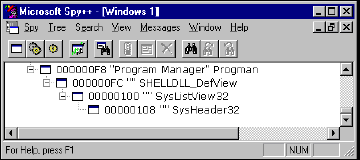 Microsoft Spy++ - [Windows 1]
Spy Tree Search View Messages Window Help
000000F8 "Program Manager" Progman
000000FC "" SHELLDLL_DefView
00000100 "" SysListView32
00000108 "" SysHeader32
For Help, press F1
NUM